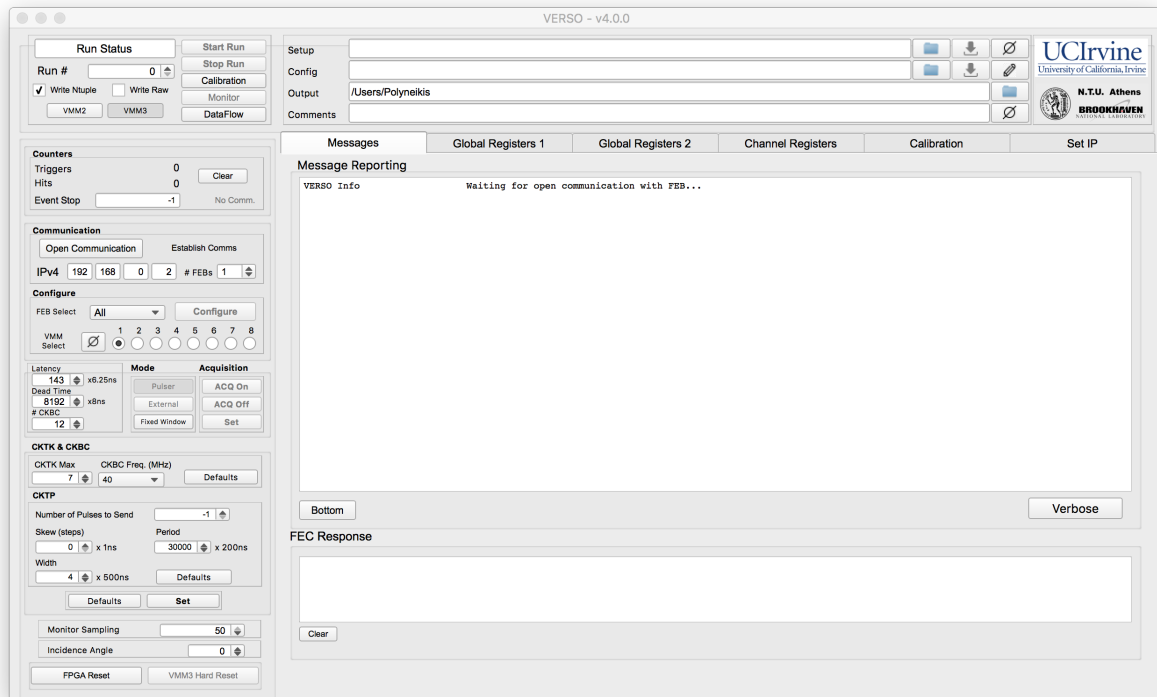 VERSO - v4.0.0
Run Status
Start Run
Stop Run
Run # 0
Calibration
Write Ntuple Write Raw
Monitor
VMM2 VMM3
DataFlow
Setup
Config
Output /Users/Polyneikis
Comments
UCIrvine
University of California, Irvine
N.T.U. Athens
BROOKHAVEN
NATIONAL LABORATORY
Counters
Triggers 0
Hits 0
Clear
Event Stop -1 No Comm.
Communication
Open Communication Establish Comms
IPv4 192 168 0 2 # FEBs 1
Configure
FEB Select All Configure
1 2 3 4 5 6 7 8
VMM
Select
Latency
143 x6.25ns
Dead Time
8192 x8ns
# CKBC
12
Mode
Pulser
External
Fixed Window
Acquisition
ACQ On
ACQ Off
Set
CKTK & CKBC
CKTK Max CKBC Freq. (MHz)
7 40 Defaults
CKTP
Number of Pulses to Send -1
Skew (steps) Period
0 x 1ns 30000 x 200ns
Width
4 x 500ns Defaults
Defaults Set
Monitor Sampling 50
Incidence Angle 0
FPGA Reset VMM3 Hard Reset
Messages Global Registers 1 Global Registers 2 Channel Registers Calibration Set IP
Message Reporting
VERSO Info Waiting for open communication with FEB...
Bottom Verbose
FEC Response
Clear